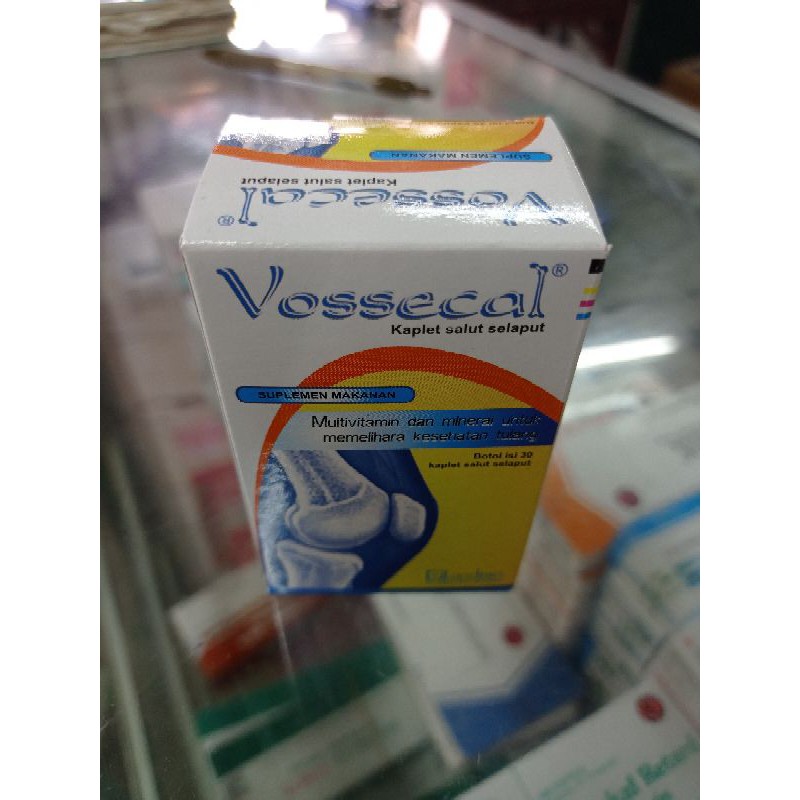 SUPLEMEN MAKANAN
Kaplet salut selaput
Vossecal®
Vossecal®
Kaplet salut selaput
SUPLEMEN MAKANAN
Multivitamin dan mineral untuk
memelihara kesehatan tulang
Botol isi 30
kaplet salut selaput
Retard